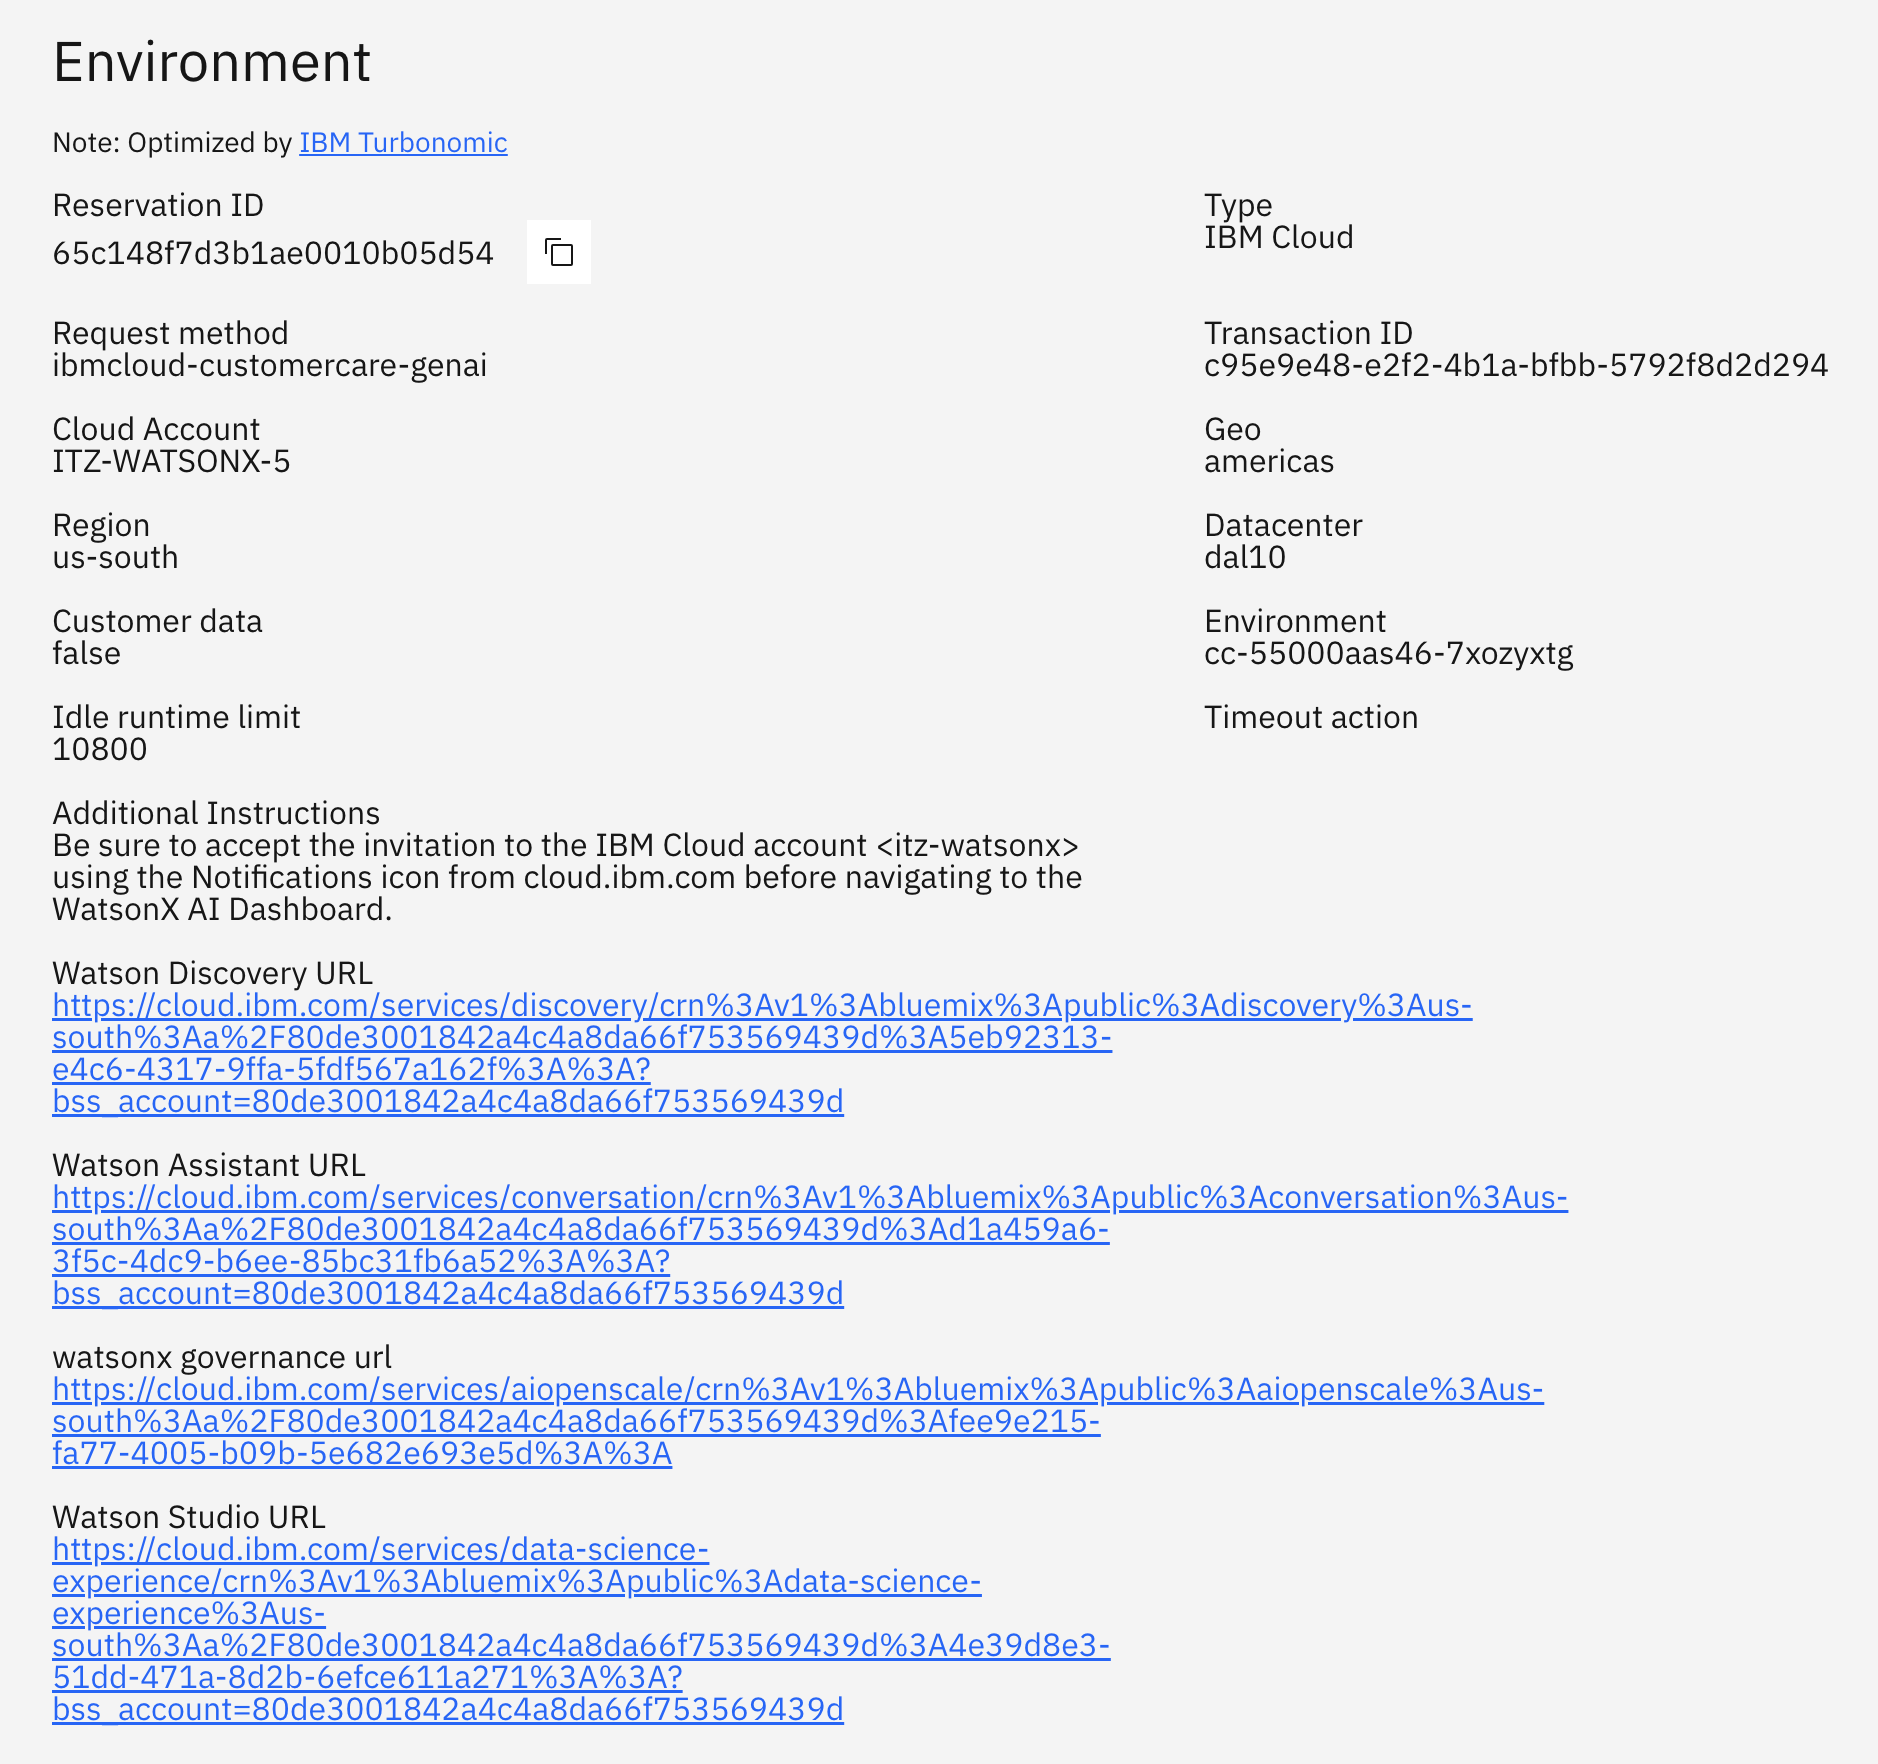 Environment
Note: Optimized by IBM Turbonomic
Reservation ID
65c148f7d3b1ae0010b05d54
Type
IBM Cloud
Request method
ibmcloud-customercare-genai
Transaction ID
c95e9e48-e2f2-4b1a-bfbb-5792f8d2d294
Cloud Account
ITZ-WATSONX-5
Geo
americas
Region
us-south
Datacenter
dal10
Customer data
false
Environment
cc-55000aas46-7xozyxtg
Idle runtime limit
10800
Timeout action
Additional Instructions
Be sure to accept the invitation to the IBM Cloud account <itz-watsonx>
using the Notifications icon from cloud.ibm.com before navigating to the
WatsonX AI Dashboard.
Watson Discovery URL
https://cloud.ibm.com/services/discovery/crn%3Av1%3Abluemix%3Apublic%3Adiscovery%3Aus-
south%3Aa%2F80de3001842a4c4a8da66f753569439d%3A5eb92313-
e4c6-4317-9ffa-5fdf567a162f%3A%3A?
bss_account=80de3001842a4c4a8da66f753569439d
Watson Assistant URL
https://cloud.ibm.com/services/conversation/crn%3Av1%3Abluemix%3Apublic%3Aconversation%3Aus-
south%3Aa%2F80de3001842a4c4a8da66f753569439d%3Ad1a459a6-
3f5c-4dc9-b6ee-85bc31fb6a52%3A%3A?
bss_account=80de3001842a4c4a8da66f753569439d
watsonx governance url
https://cloud.ibm.com/services/aiopenscale/crn%3Av1%3Abluemix%3Apublic%3Aaiopenscale%3Aus-
south%3Aa%2F80de3001842a4c4a8da66f753569439d%3Afee9e215-
fa77-4005-b09b-5e682e693e5d%3A%3A
Watson Studio URL
https://cloud.ibm.com/services/data-science-
experience/crn%3Av1%3Abluemix%3Apublic%3Adata-science-
experience%3Aus-
south%3Aa%2F80de3001842a4c4a8da66f753569439d%3A4e39d8e3-
51dd-471a-8d2b-6efce611a271%3A%3A?
bss_account=80de3001842a4c4a8da66f753569439d